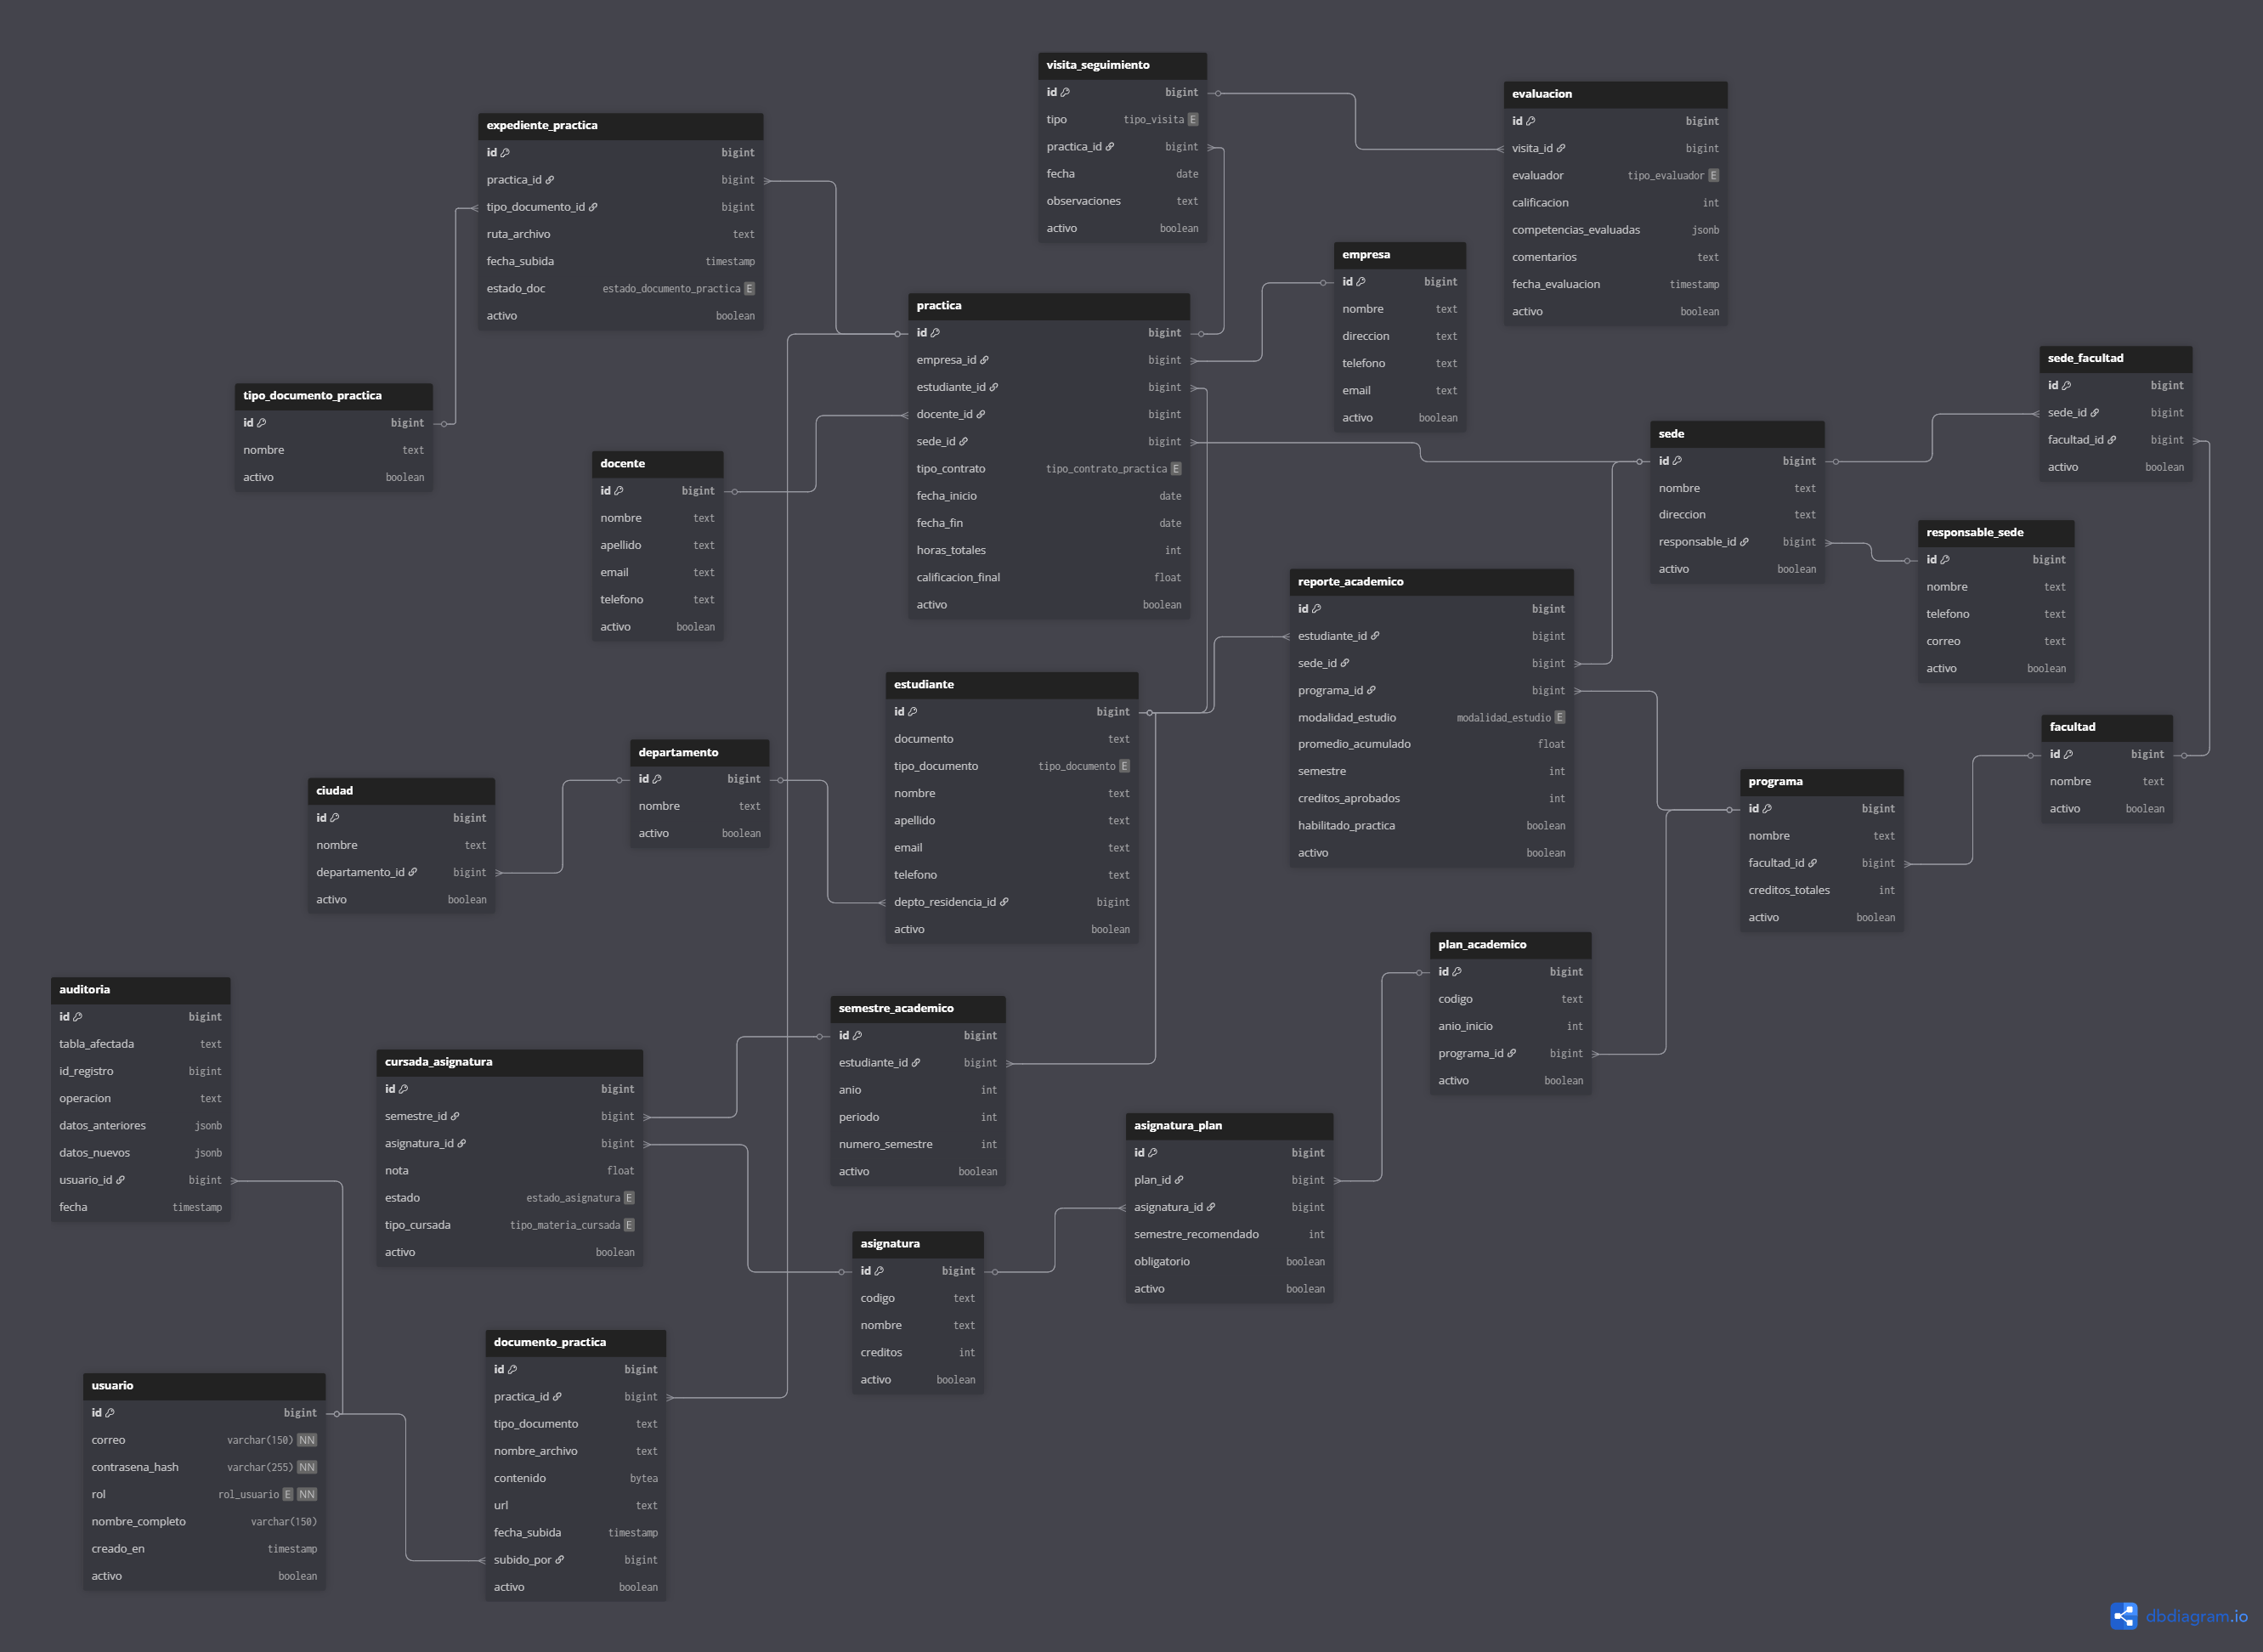 visita_seguimiento
id bigint
tipo tipo_visita E
practica_id bigint
fecha date
observaciones text
activo boolean
evaluacion
id bigint
visita_id bigint
evaluador tipo_evaluador E
calificacion int
competencias_evaluadas jsonb
comentarios text
fecha_evaluacion timestamp
activo boolean
expediente_practica
id bigint
practica_id bigint
tipo_documento_id bigint
ruta_archivo text
fecha_subida timestamp
estado_doc estado_documento_practica E
activo boolean
empresa
id bigint
nombre text
direccion text
telefono text
email text
activo boolean
practica
id bigint
empresa_id bigint
estudiante_id bigint
docente_id bigint
sede_id bigint
tipo_contrato tipo_contrato_practica E
fecha_inicio date
fecha_fin date
horas_totales int
calificacion_final float
activo boolean
sede_facultad
id bigint
sede_id bigint
facultad_id bigint
activo boolean
tipo_documento_practica
id bigint
nombre text
activo boolean
sede
id bigint
nombre text
direccion text
responsable_id bigint
activo boolean
docente
id bigint
nombre text
apellido text
email text
telefono text
activo boolean
responsable_sede
id bigint
nombre text
telefono text
correo text
activo boolean
reporte_academico
id bigint
estudiante_id bigint
sede_id bigint
programa_id bigint
modalidad_estudio modalidad_estudio E
promedio_acumulado float
semestre int
creditos_aprobados int
habilitado_practica boolean
activo boolean
estudiante
id bigint
documento text
tipo_documento tipo_documento E
nombre text
apellido text
email text
telefono text
depto_residencia_id bigint
activo boolean
facultad
id bigint
nombre text
activo boolean
departamento
id bigint
nombre text
activo boolean
programa
id bigint
nombre text
facultad_id bigint
creditos_totales int
activo boolean
ciudad
id bigint
nombre text
departamento_id bigint
activo boolean
plan_academico
id bigint
codigo text
anio_inicio int
programa_id bigint
activo boolean
auditoria
id bigint
tabla_afectada text
id_registro bigint
operacion text
datos_anteriores jsonb
datos_nuevos jsonb
usuario_id bigint
fecha timestamp
semestre_academico
id bigint
estudiante_id bigint
anio int
periodo int
numero_semestre int
activo boolean
cursada_asignatura
id bigint
semestre_id bigint
asignatura_id bigint
nota float
estado estado_asignatura E
tipo_cursada tipo_materia_cursada E
activo boolean
asignatura_plan
id bigint
plan_id bigint
asignatura_id bigint
semestre_recomendado int
obligatorio boolean
activo boolean
asignatura
id bigint
codigo text
nombre text
creditos int
activo boolean
documento_practica
id bigint
practica_id bigint
tipo_documento text
nombre_archivo text
contenido bytea
url text
fecha_subida timestamp
subido_por bigint
activo boolean
usuario
id bigint
correo varchar(150) NN
contrasena_hash varchar(255) NN
rol rol_usuario E NN
nombre_completo varchar(150)
creado_en timestamp
activo boolean
dbdiagram.io